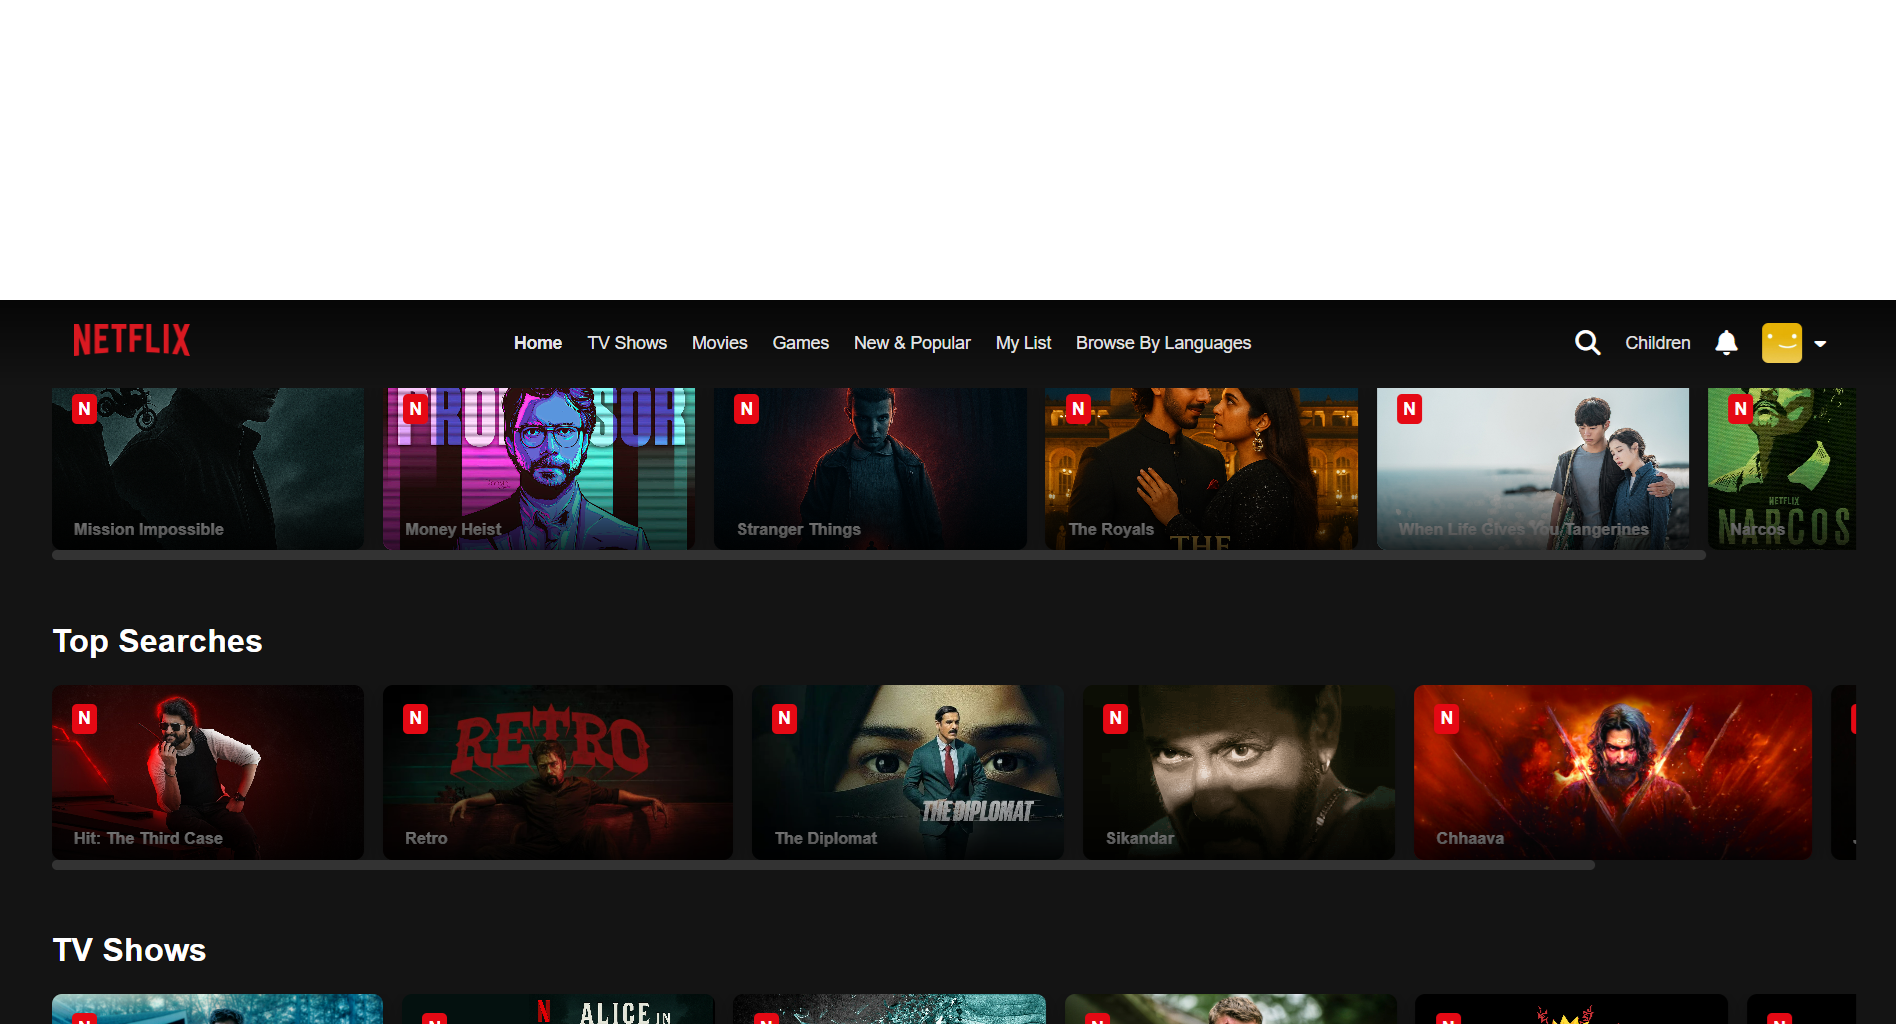 NETFLIX
Home TV Shows Movies Games New & Popular My List Browse By Languages Children
N N N N N N
PROFESSOR
NETFLIX
NARCOS
Mission Impossible Money Heist Stranger Things The Royals When Life Gives You Tangerines Narcos
THE
Top Searches
N N N N N
RETRO
THE DIPLOMAT
Hit: The Third Case Retro The Diplomat Sikandar Chhaava
TV Shows
N ALICE IN